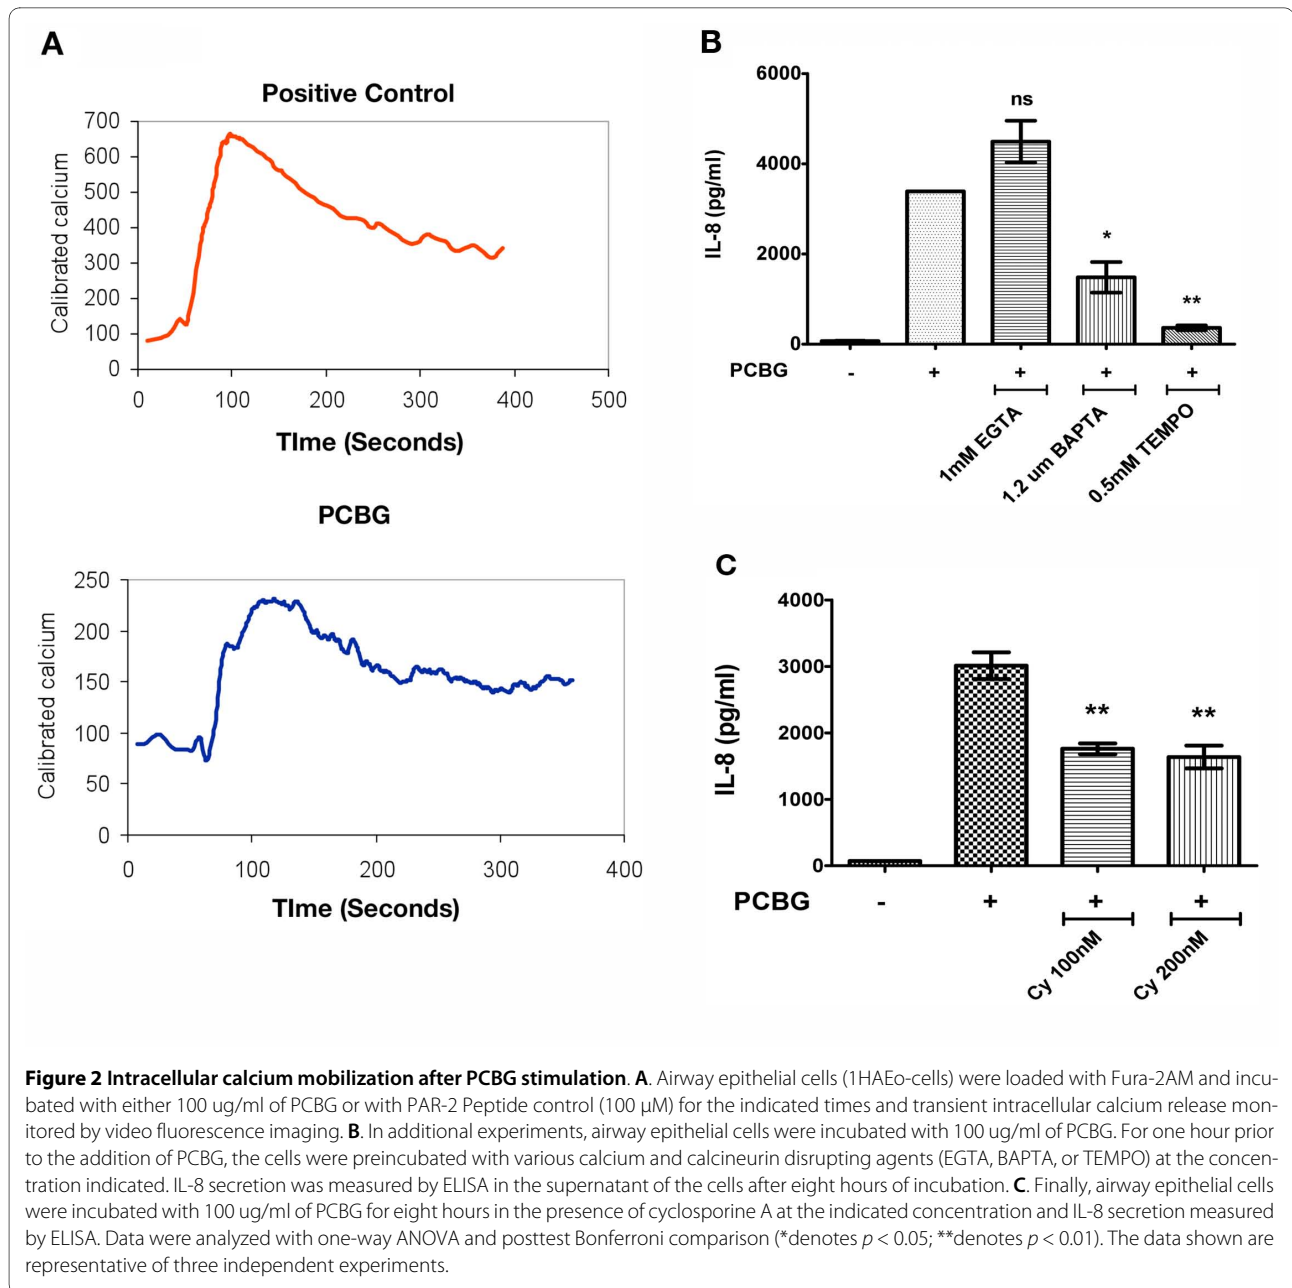 A
Positive Control
Calibrated calcium
700
600
500
400
300
200
100
0
0 100 200 300 400 500
TIme (Seconds)
PCBG
Calibrated calcium
250
200
150
100
50
0
0 100 200 300 400
TIme (Seconds)
B
IL-8 (pg/ml)
6000
4000
2000
0
ns
*
**
PCBG - + + + +
1mM EGTA
1.2 um BAPTA
0.5mM TEMPO
C
IL-8 (pg/ml)
4000
3000
2000
1000
0
** **
PCBG - + + +
Cy 100nM
Cy 200nM
Figure 2 Intracellular calcium mobilization after PCBG stimulation. A. Airway epithelial cells (1HAEo-cells) were loaded with Fura-2AM and incu-
bated with either 100 ug/ml of PCBG or with PAR-2 Peptide control (100 μM) for the indicated times and transient intracellular calcium release mon-
itored by video fluorescence imaging. B. In additional experiments, airway epithelial cells were incubated with 100 ug/ml of PCBG. For one hour prior
to the addition of PCBG, the cells were preincubated with various calcium and calcineurin disrupting agents (EGTA, BAPTA, or TEMPO) at the concen-
tration indicated. IL-8 secretion was measured by ELISA in the supernatant of the cells after eight hours of incubation. C. Finally, airway epithelial cells
were incubated with 100 ug/ml of PCBG for eight hours in the presence of cyclosporine A at the indicated concentration and IL-8 secretion measured
by ELISA. Data were analyzed with one-way ANOVA and posttest Bonferroni comparison (*denotes p < 0.05; **denotes p < 0.01). The data shown are
representative of three independent experiments.